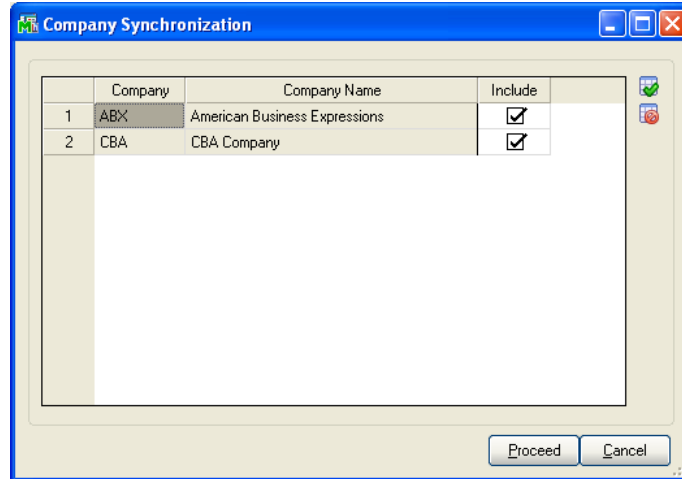 Company Synchronization
Company Company Name Include
1 ABX American Business Expressions
2 CBA CBA Company
Proceed Cancel